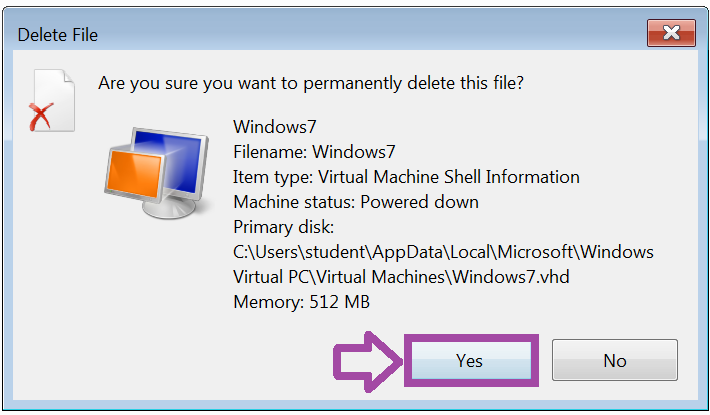 Delete File
Are you sure you want to permanently delete this file?
Windows7
Filename: Windows7
Item type: Virtual Machine Shell Information
Machine status: Powered down
Primary disk:
C:\Users\student\AppData\Local\Microsoft\Windows
Virtual PC\Virtual Machines\Windows7.vhd
Memory: 512 MB
Yes
No